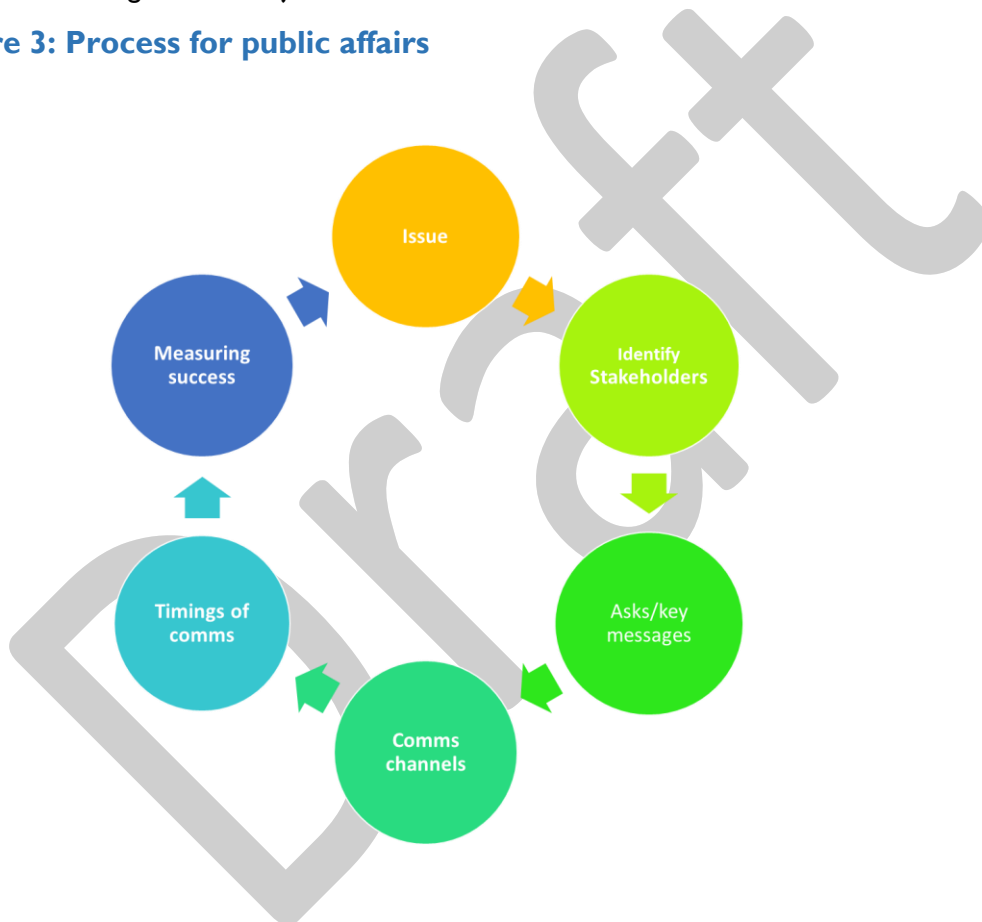 re 3: Process for public affairs
Issue
Identify
Stakeholders
Asks/key
messages
Comms
channels
Timings of
comms
Measuring
success
Draft